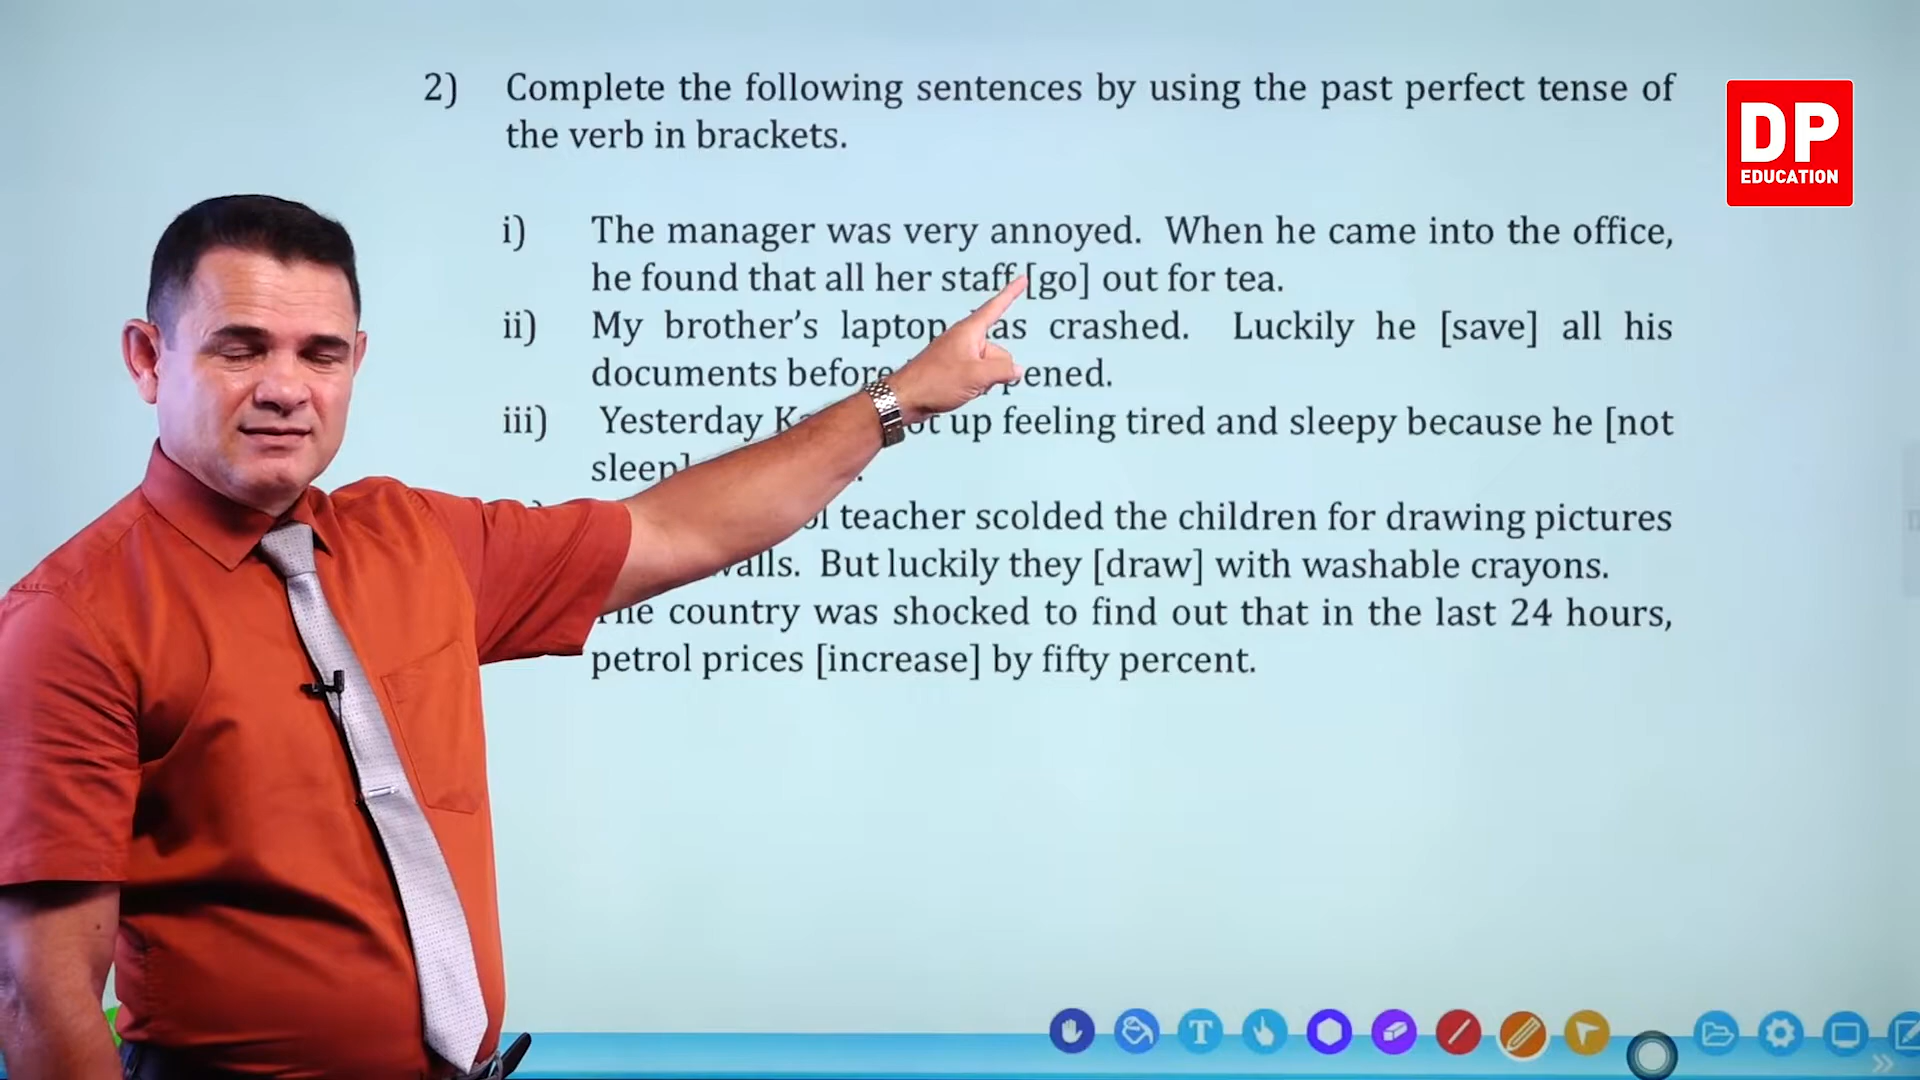 2) Complete the following sentences by using the past perfect tense of
the verb in brackets.
DP
EDUCATION
i) The manager was very annoyed. When he came into the office,
he found that all her staff [go] out for tea.
ii) My brother's laptop has crashed. Luckily he [save] all his
documents before
iii) Yesterday up feeling tired and sleepy because he [not
sleep]
teacher scolded the children for drawing pictures
walls. But luckily they [draw] with washable crayons.
The country was shocked to find out that in the last 24 hours,
petrol prices [increase] by fifty percent.